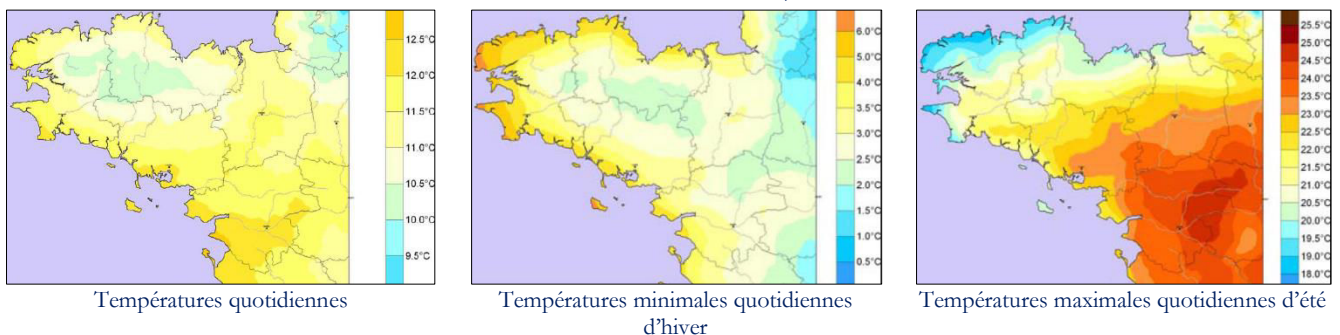 12.5°C
12.0°C
11.5°C
11.0°C
10.5°C
10.0°C
9.5°C
Températures quotidiennes
6.0°C
5.0°C
4.5°C
4.0°C
3.5°C
3.0°C
2.5°C
2.0°C
1.5°C
1.0°C
0.5°C
Températures minimales quotidiennes
d'hiver
25.5°C
25.0°C
24.5°C
24.0°C
23.5°C
23.0°C
22.5°C
22.0°C
21.5°C
21.0°C
20.5°C
20.0°C
19.5°C
19.0°C
18.0°C
Températures maximales quotidiennes d'été